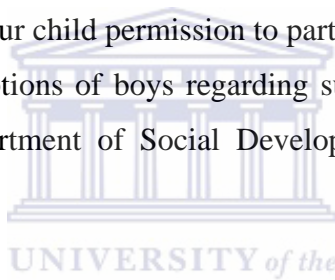 ur child permission to part
tions of boys regarding su
rtment of Social Develop
UNIVERSITY of the